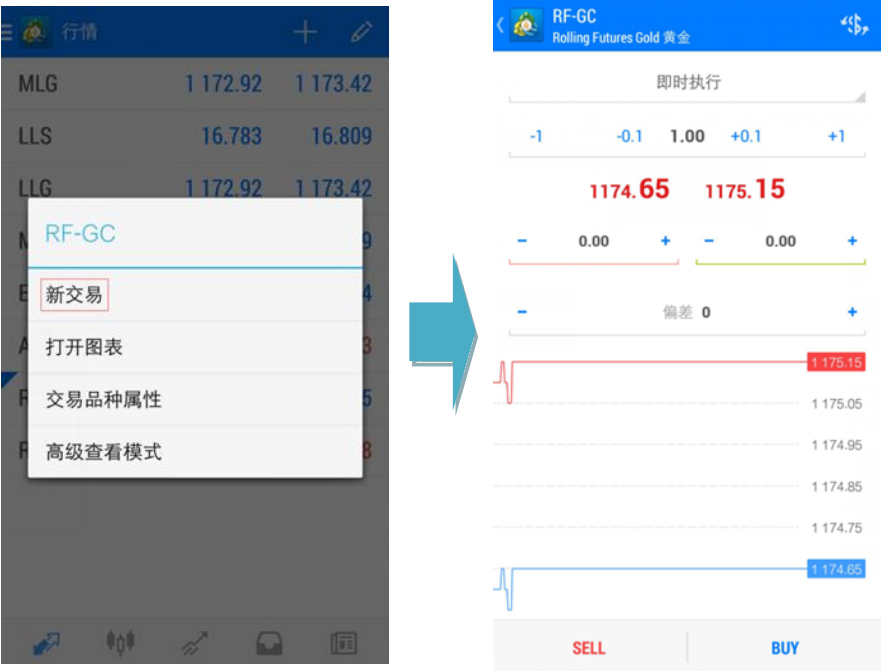 行情
MLG 1 172.92 1 173.42
LLS 16.783 16.809
LLG 1 172.92 1 173.42
RF-GC
新交易
打开图表
交易品种属性
高级查看模式
RF-GC
Rolling Futures Gold 黄金
即时执行
-1 -0.1 1.00 +0.1 +1
1174.65 1175.15
- 0.00 + - 0.00 +
- 偏差 0 +
1 175.15
1 175.05
1 174.95
1 174.85
1 174.75
1 174.65
SELL BUY